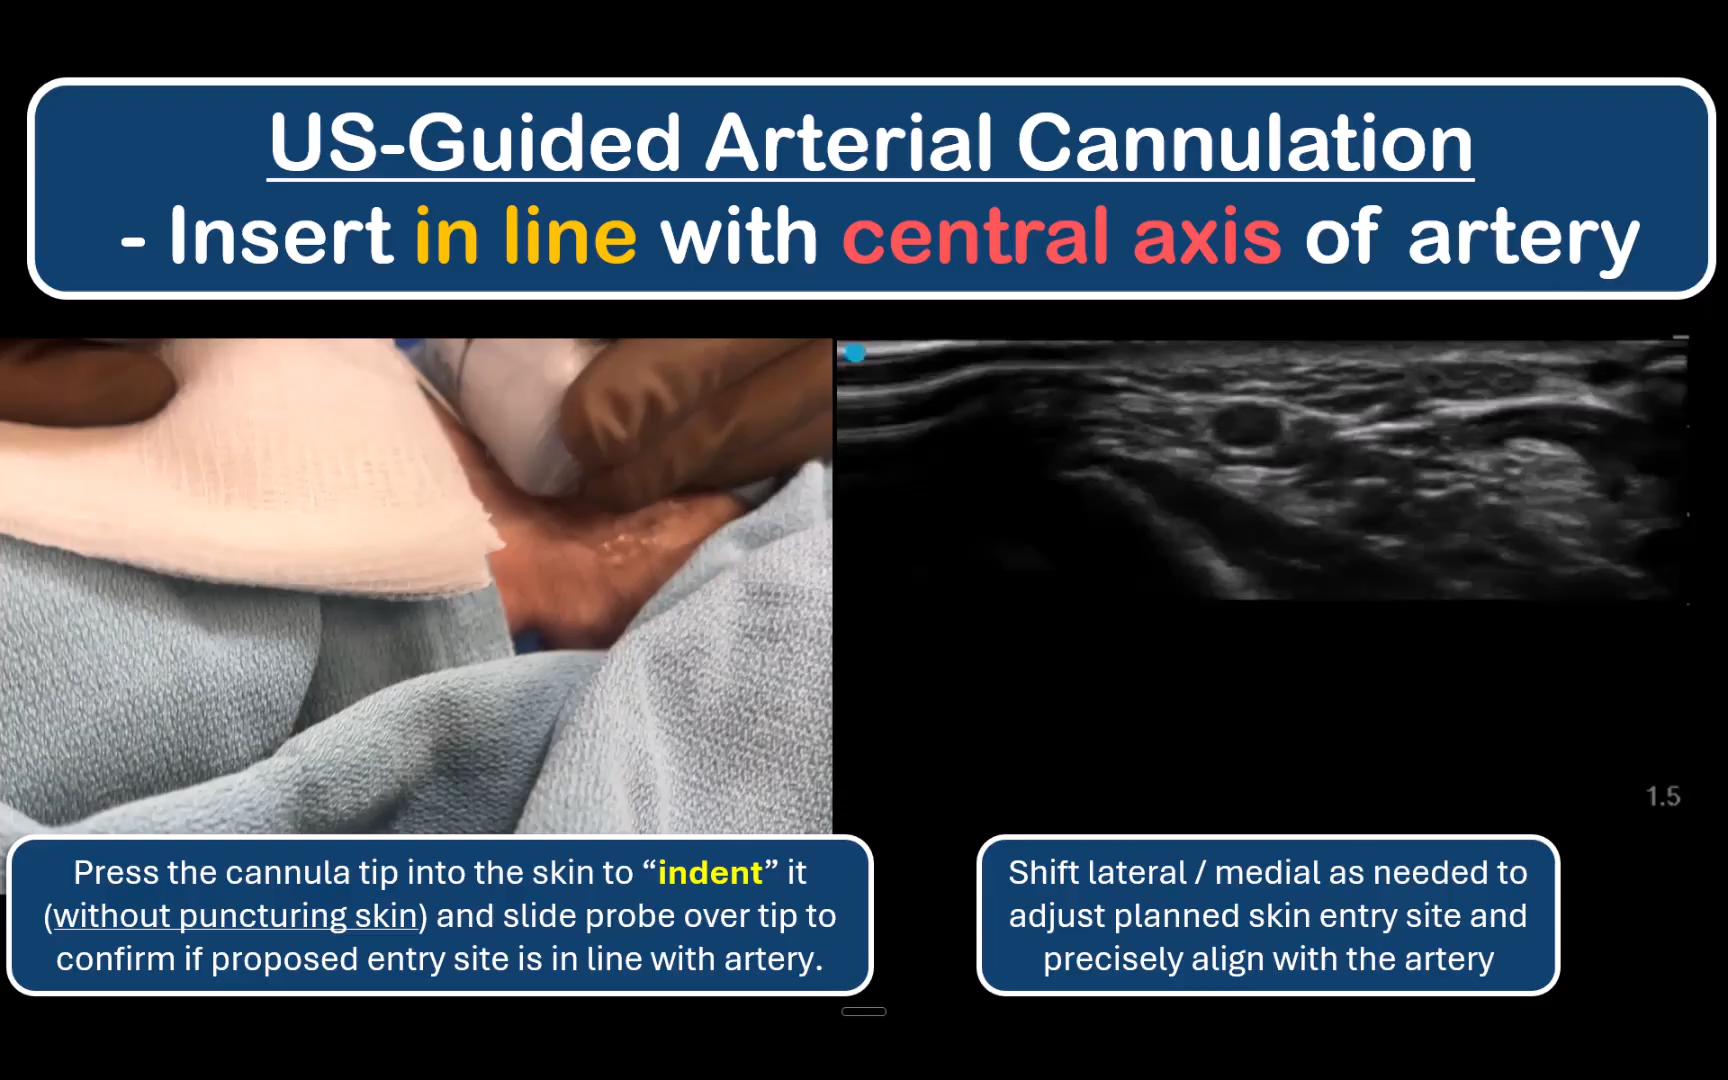 US-Guided Arterial Cannulation
- Insert in line with central axis of artery
1.5
Press the cannula tip into the skin to “indent” it
(without puncturing skin) and slide probe over tip to
confirm if proposed entry site is in line with artery.
Shift lateral / medial as needed to
adjust planned skin entry site and
precisely align with the artery